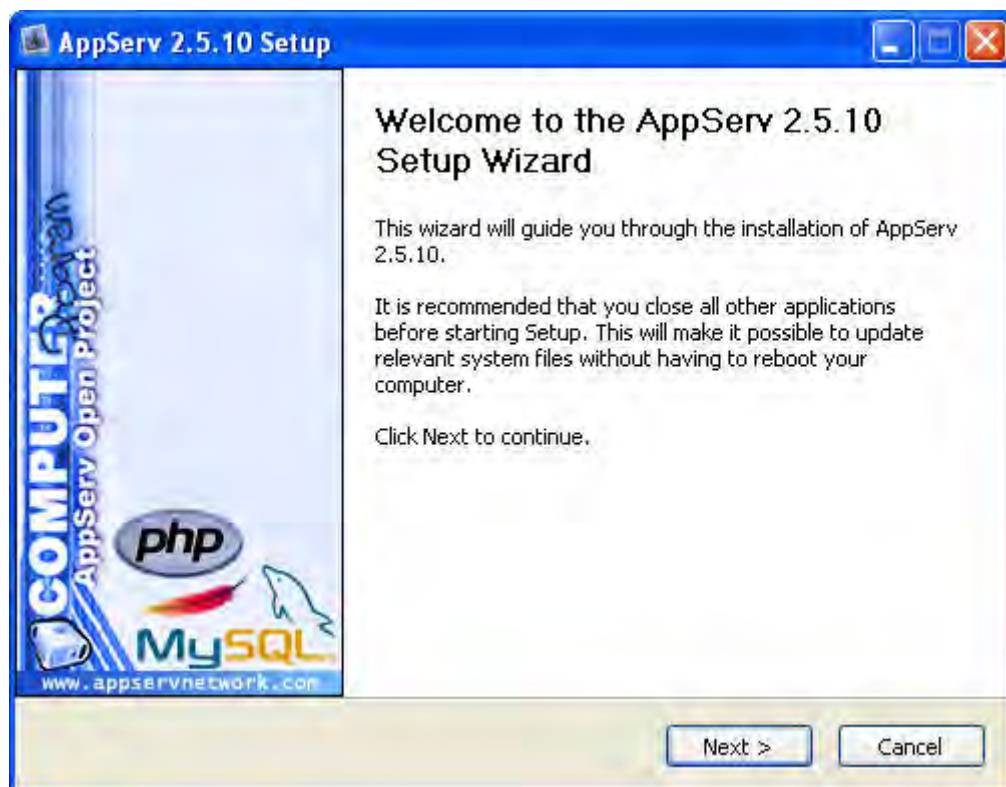 AppServ 2.5.10 Setup
Welcome to the AppServ 2.5.10
Setup Wizard
This wizard will guide you through the installation of AppServ
2.5.10.
It is recommended that you close all other applications
before starting Setup. This will make it possible to update
relevant system files without having to reboot your
computer.
Click Next to continue.
COMPUTER
AppServ Open Project
php
MySQL
www.appservnetwork.com
Next >
Cancel